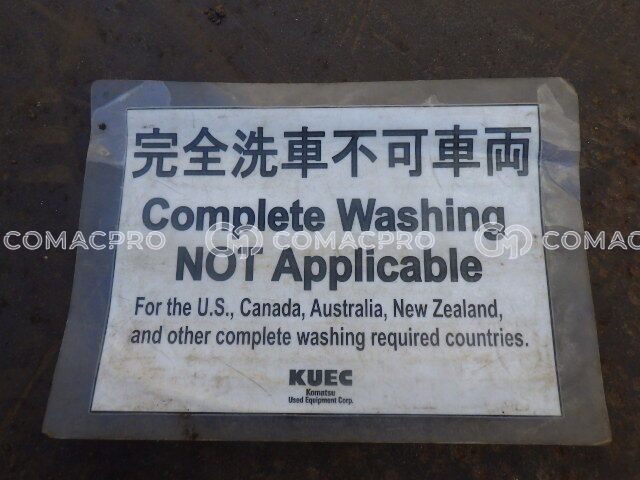 完全洗車不可車両
Complete Washing
COMACPRO COMACPRO COMACPRO
NOT Applicable
For the U.S., Canada, Australia, New Zealand,
and other complete washing required countries.
KUEC
Komatsu
Used Equipment Corp.